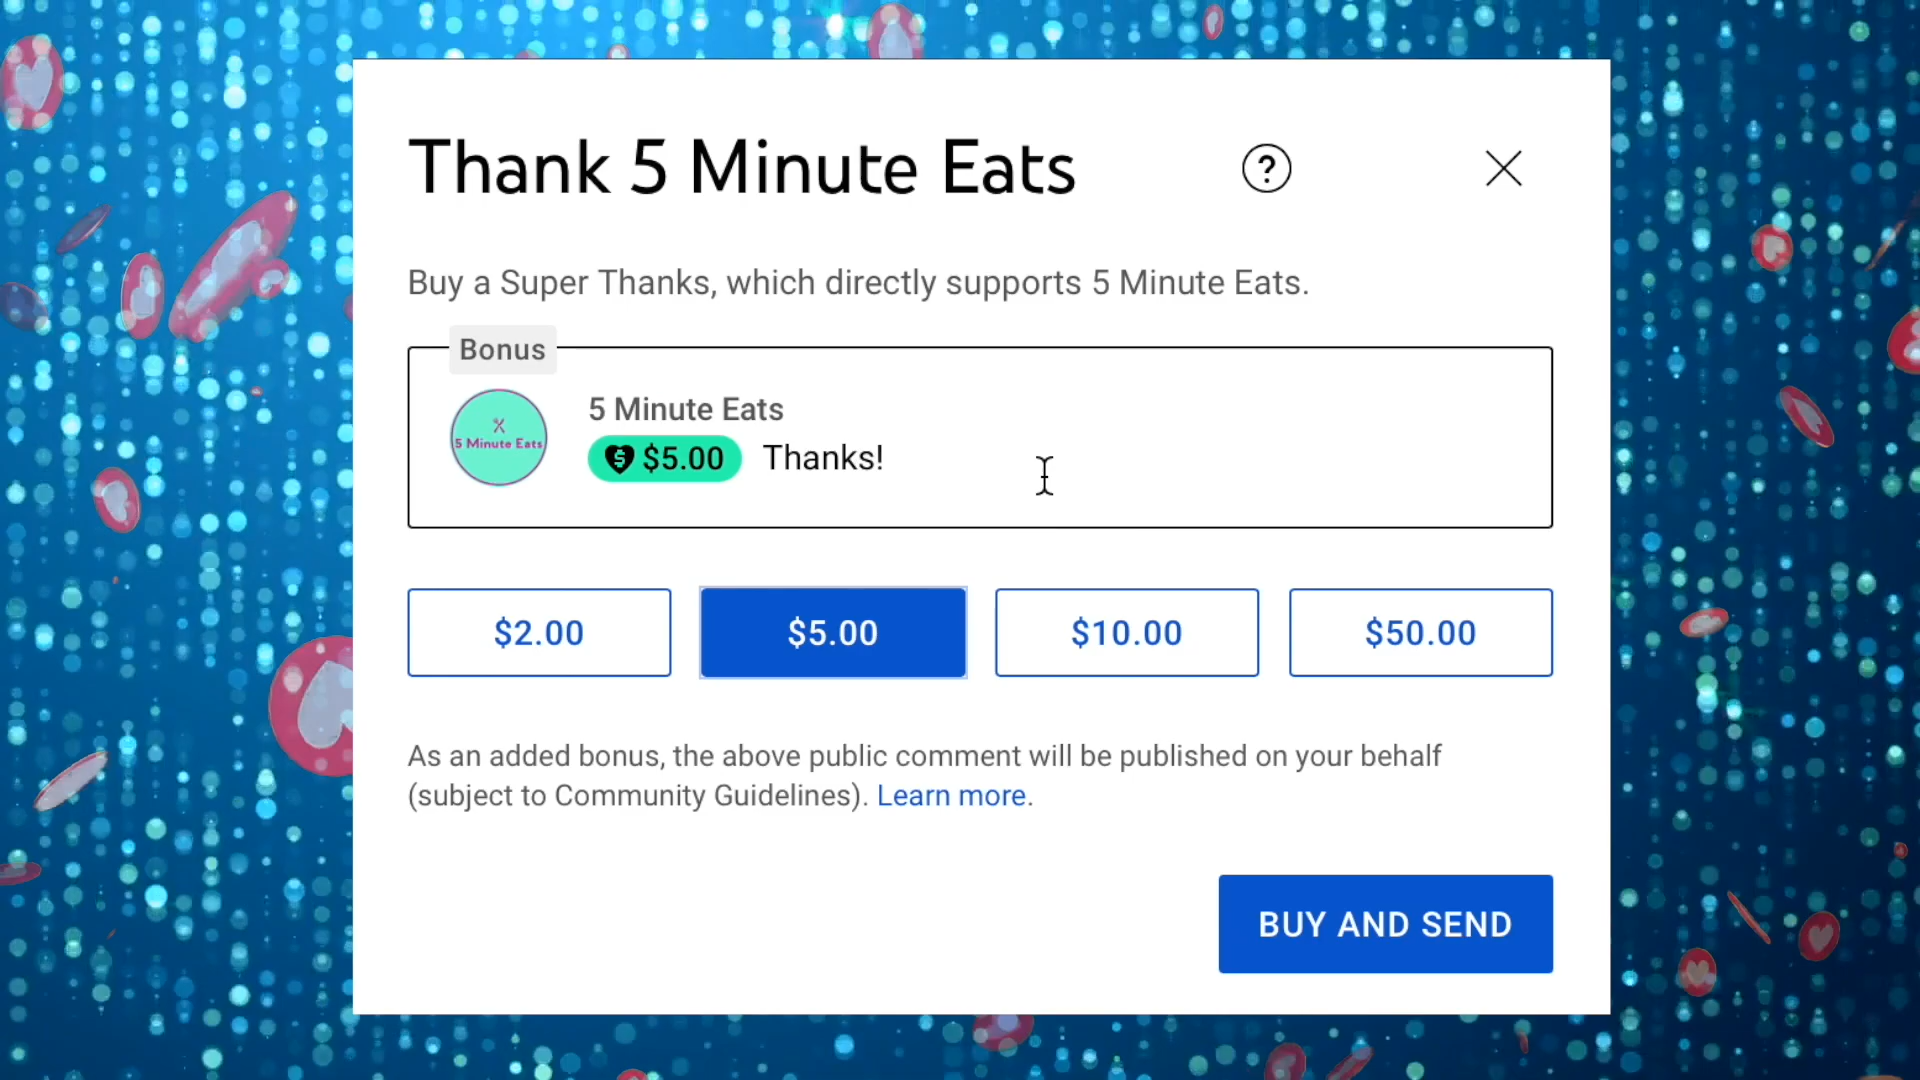 Thank 5 Minute Eats
?
Buy a Super Thanks, which directly supports 5 Minute Eats.
Bonus
5 Minute Eats
5 Minute Eats
$ $5.00 Thanks!
$2.00 $5.00 $10.00 $50.00
As an added bonus, the above public comment will be published on your behalf
(subject to Community Guidelines). Learn more.
BUY AND SEND